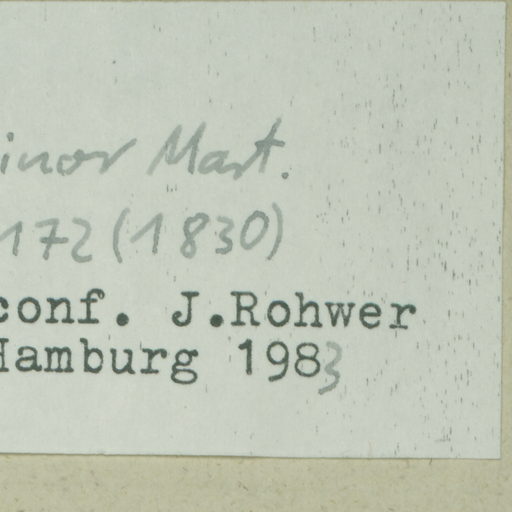 inor Mart.
172 (1830)
conf. J.Rohwer
Hamburg 1983